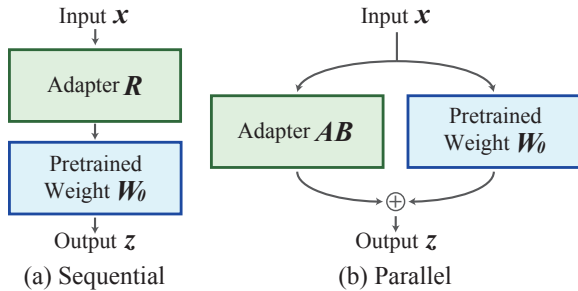 Input x
Adapter R
Pretrained
Weight W₀
Output z
(a) Sequential
Input x
Adapter AB
Pretrained
Weight W₀
⊕
Output z
(b) Parallel